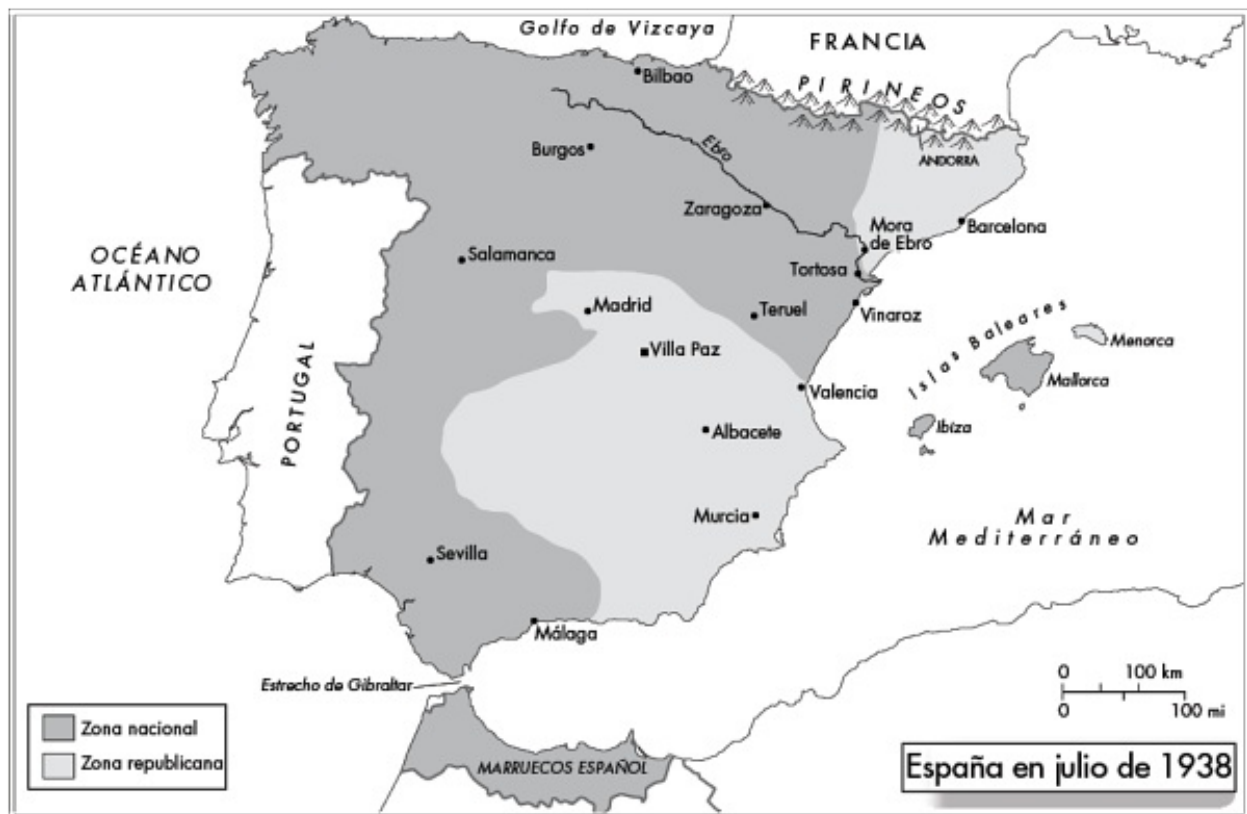 Golfo de Vizcaya
FRANCIA
PIRINEOS
Bilbao
Ebro
Burgos
ANDORRA
Zaragoza
Mora
de Ebro
Barcelona
OCÉANO
ATLÁNTICO
Salamanca
Tortosa
Madrid
Teruel
Vinaroz
Islas Baleares
Menorca
Villa Paz
Mallorca
PORTUGAL
Valencia
Ibiza
Albacete
Murcia
Mar
Mediterráneo
Sevilla
Málaga
Estrecho de Gibraltar
0 100 km
0 100 mi
Zona nacional
Zona republicana
MARRUECOS ESPAÑOL
España en julio de 1938